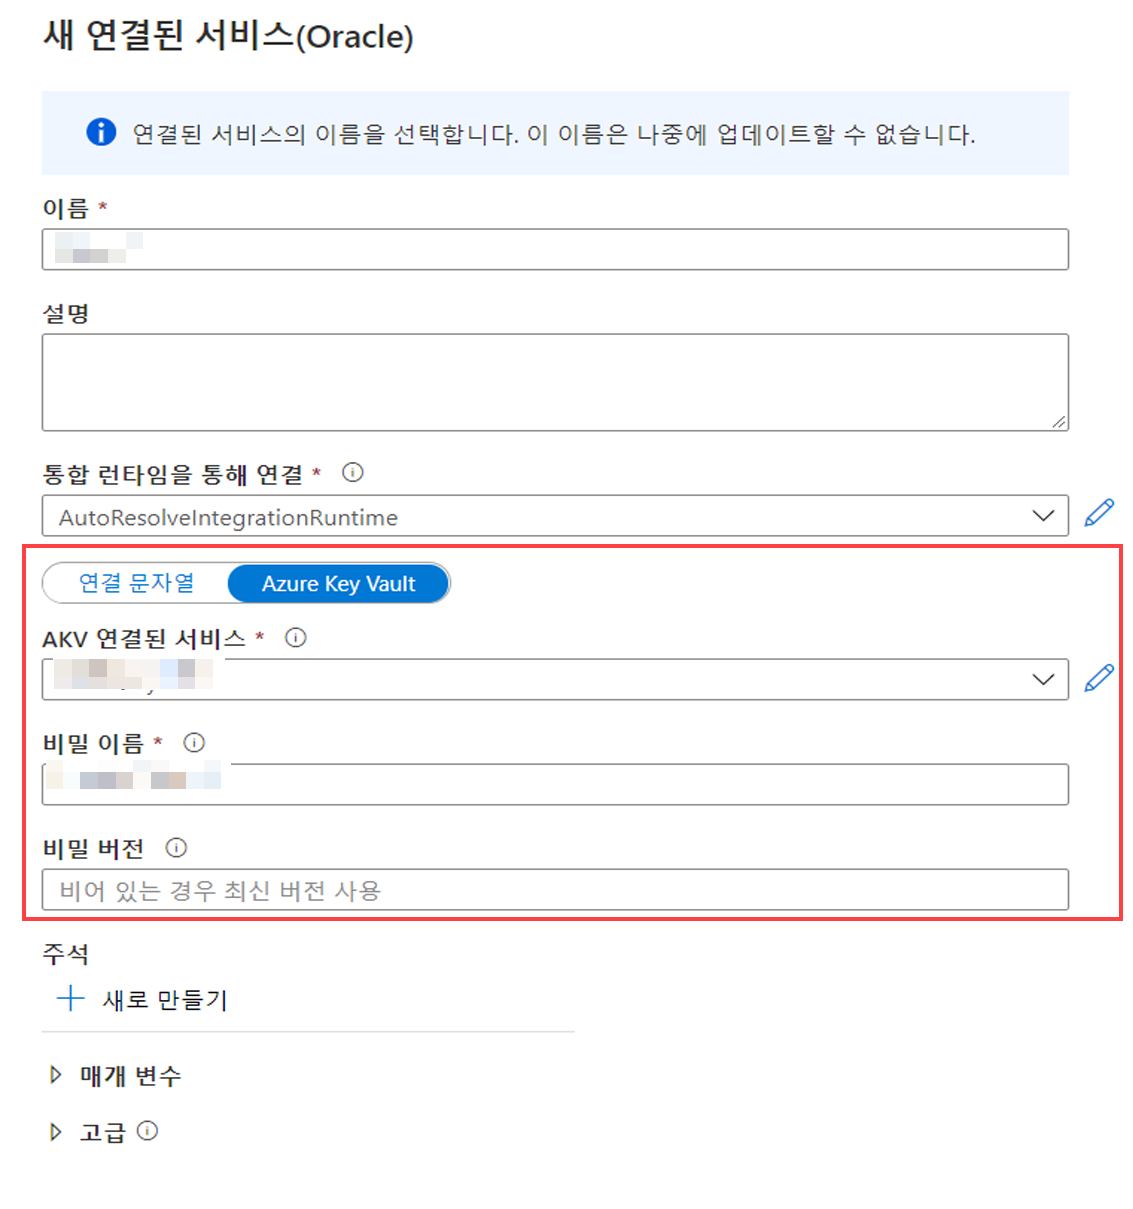 새 연결된 서비스(Oracle)
연결된 서비스의 이름을 선택합니다. 이 이름은 나중에 업데이트할 수 없습니다.
이름 *
설명
통합 런타임을 통해 연결 *
AutoResolveIntegrationRuntime
연결 문자열 Azure Key Vault
AKV 연결된 서비스 *
비밀 이름 *
비밀 버전
비어 있는 경우 최신 버전 사용
주석
새로 만들기
매개 변수
고급